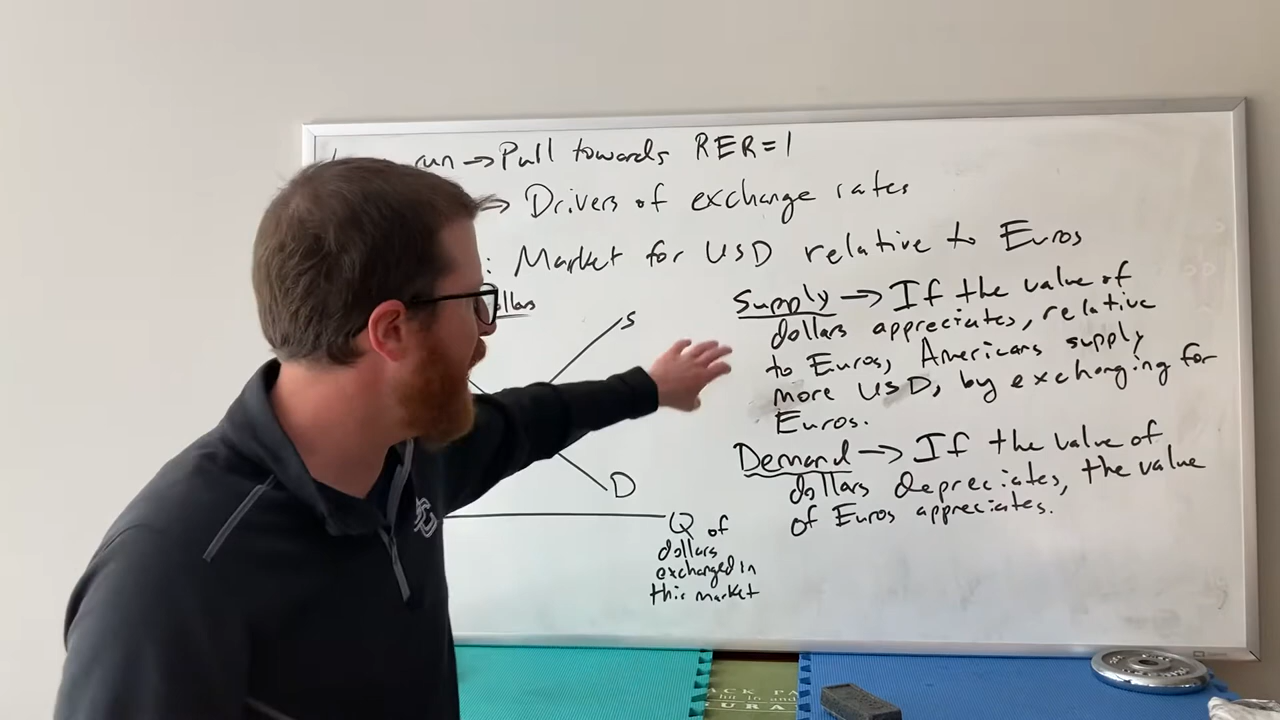 run → Pull towards RER=1
⇒ Drivers of exchange rates
: Market for USD relative to Euros
Supply → If the value of
dollars appreciates, relative
to Euros, Americans supply
more USD, by exchanging for
Euros.
Demand → If the value of
dollars depreciates, the value
of Euros appreciates.
S
D
Q of
dollars
exchanged in
this market